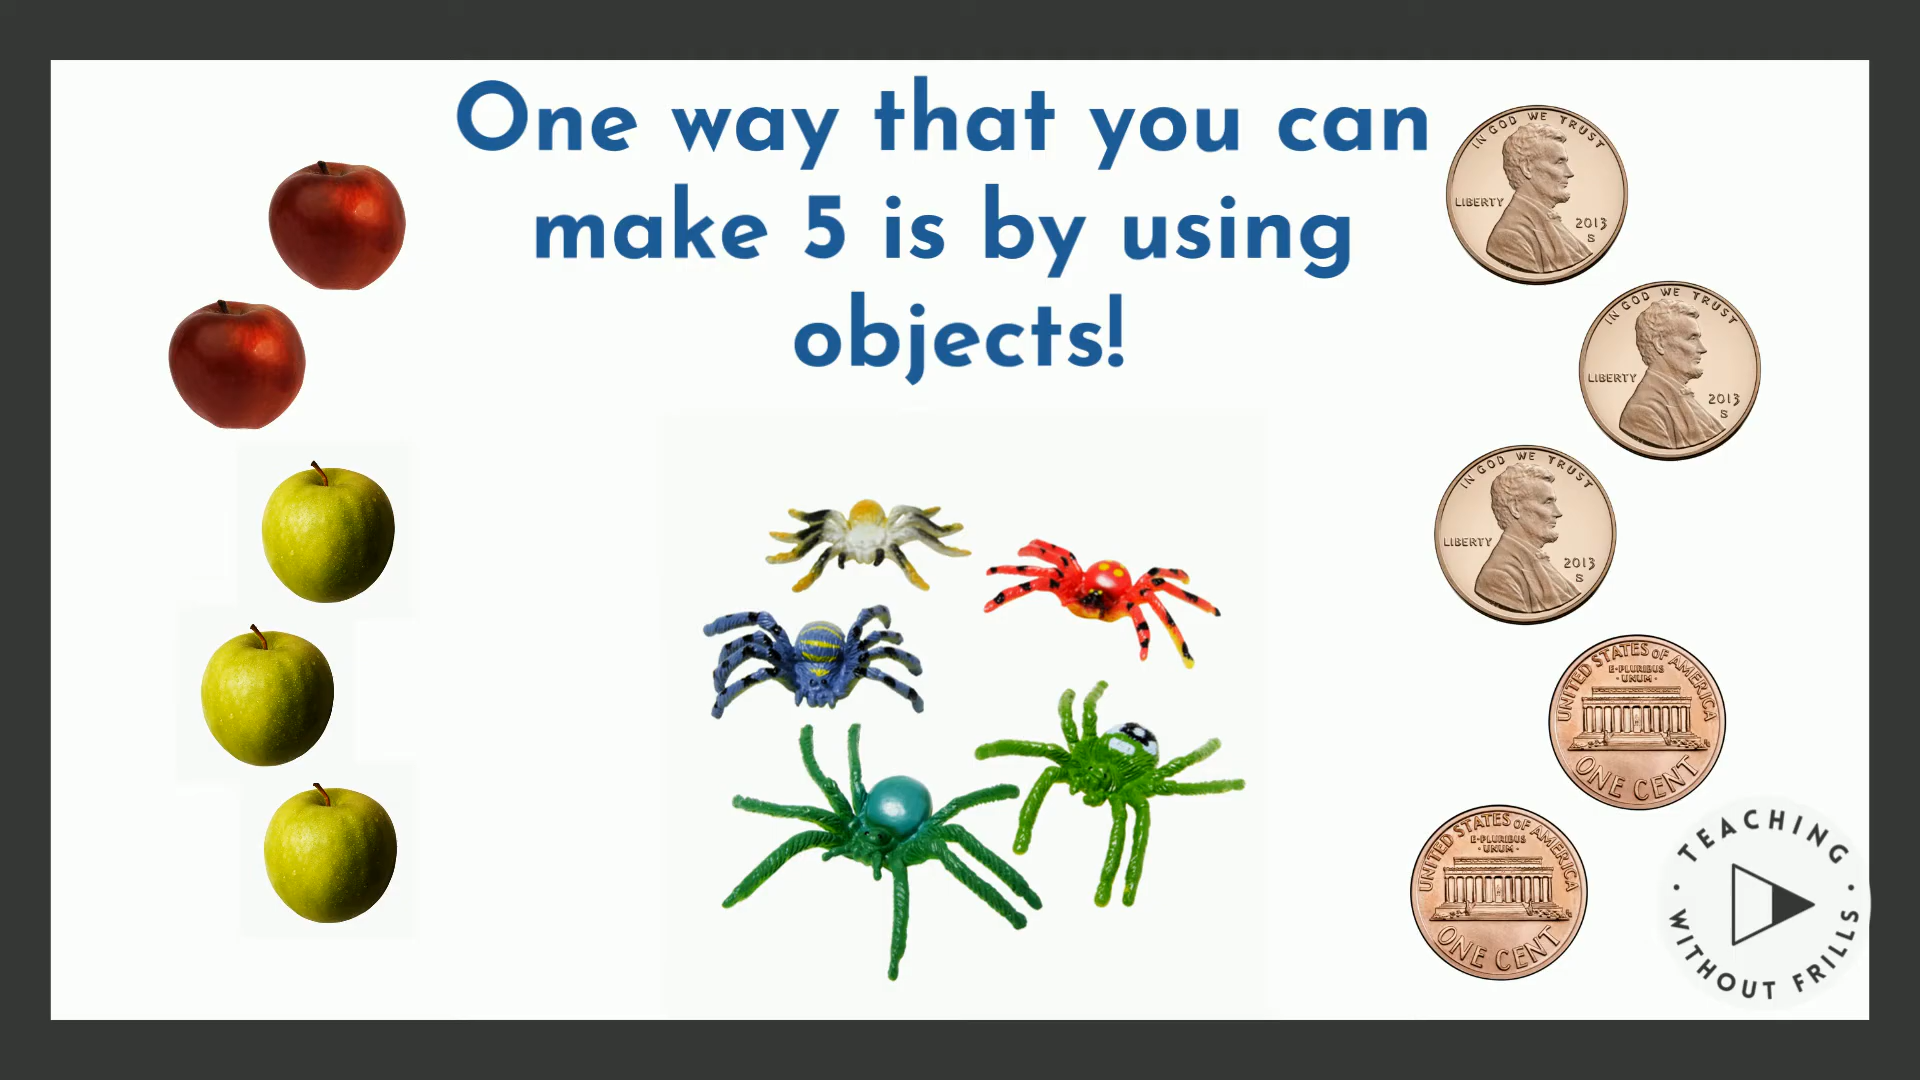 One way that you can
make 5 is by using
objects!
IN GOD WE TRUST
LIBERTY
2013
S
IN GOD WE TRUST
LIBERTY
2013
S
IN GOD WE TRUST
LIBERTY
2013
S
UNITED STATES OF AMERICA
E·PLURIBUS
·UNUM·
ONE CENT
UNITED STATES OF AMERICA
E·PLURIBUS
·UNUM·
ONE CENT
TEACHING
WITHOUT FRILLS